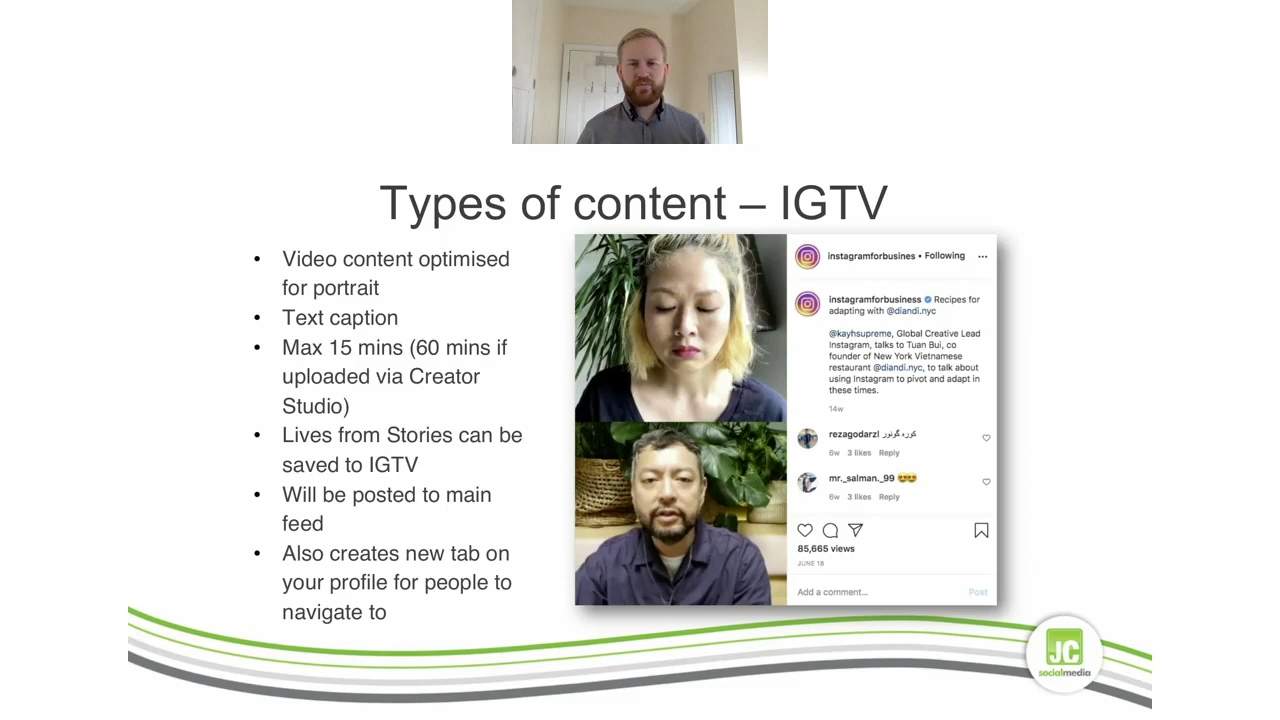 Types of content – IGTV
• Video content optimised
for portrait
• Text caption
• Max 15 mins (60 mins if
uploaded via Creator
Studio)
• Lives from Stories can be
saved to IGTV
• Will be posted to main
feed
• Also creates new tab on
your profile for people to
navigate to
instagramforbusines • Following ...
instagramforbusiness Recipes for
adapting with @diandi.nyc
@kayhsupreme, Global Creative Lead
Instagram, talks to Tuan Bui, co
founder of New York Vietnamese
restaurant @diandi.nyc, to talk about
using Instagram to pivot and adapt in
these times.
14w
rezagodarzl کوره گونور
6w 3 likes Reply
mr._salman._99 😍😍
6w 3 likes Reply
85,665 views
JUNE 18
Add a comment... Post
JC
socialmedia